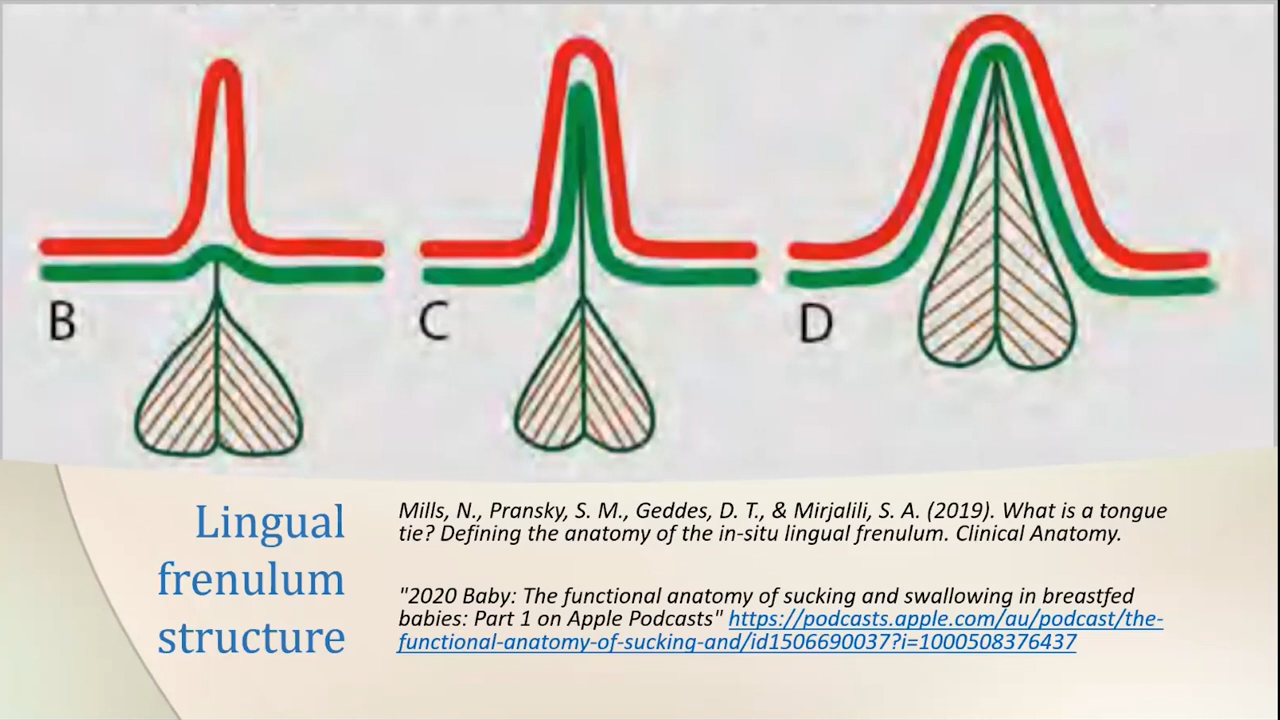 B
C
D
Lingual
frenulum
structure
Mills, N., Pransky, S. M., Geddes, D. T., & Mirjalili, S. A. (2019). What is a tongue
tie? Defining the anatomy of the in-situ lingual frenulum. Clinical Anatomy.
"2020 Baby: The functional anatomy of sucking and swallowing in breastfed
babies: Part 1 on Apple Podcasts" https://podcasts.apple.com/au/podcast/the-
functional-anatomy-of-sucking-and/id1506690037?i=1000508376437